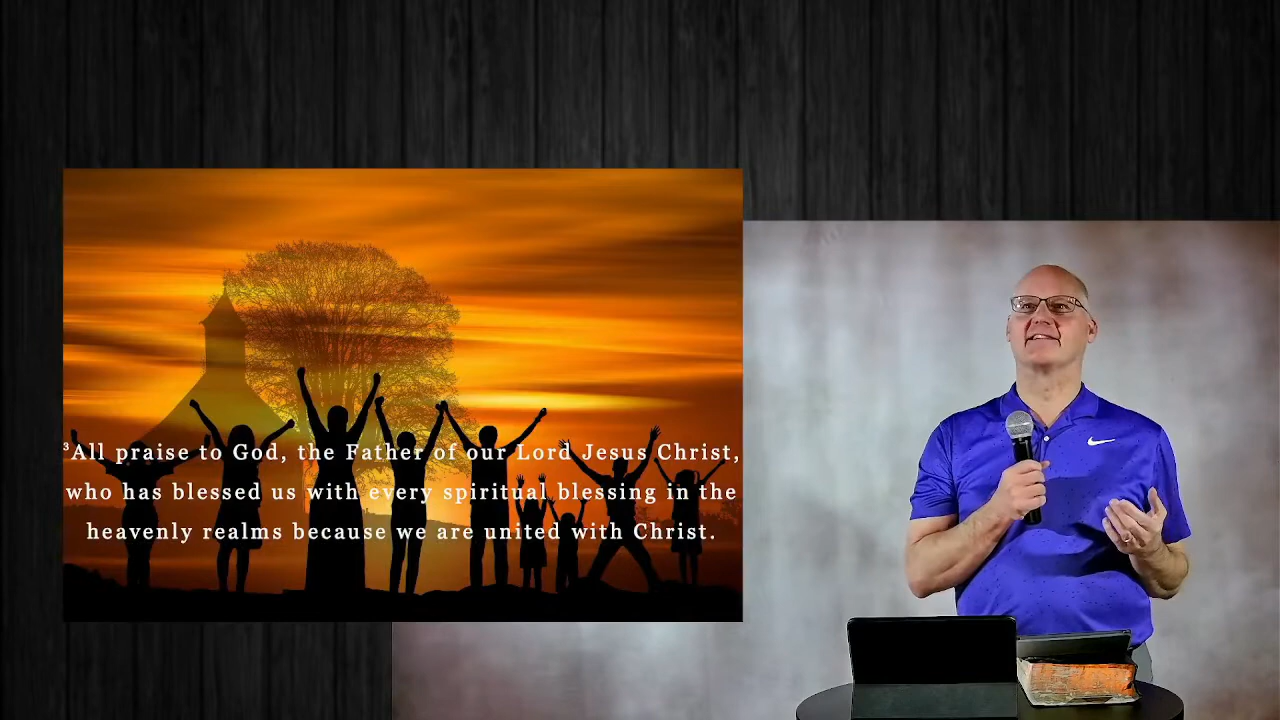 ³All praise to God, the Father of our Lord Jesus Christ,
who has blessed us with every spiritual blessing in the
heavenly realms because we are united with Christ.